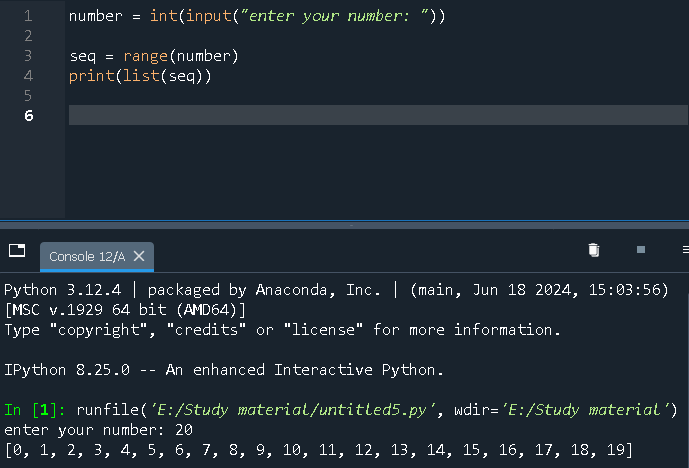 1 number = int(input("enter your number: "))
2
3 seq = range(number)
4 print(list(seq))
5
6
Console 12/A
Python 3.12.4 | packaged by Anaconda, Inc. | (main, Jun 18 2024, 15:03:56)
[MSC v.1929 64 bit (AMD64)]
Type "copyright", "credits" or "license" for more information.
IPython 8.25.0 -- An enhanced Interactive Python.
In [1]: runfile('E:/Study material/untitled5.py', wdir='E:/Study material')
enter your number: 20
[0, 1, 2, 3, 4, 5, 6, 7, 8, 9, 10, 11, 12, 13, 14, 15, 16, 17, 18, 19]